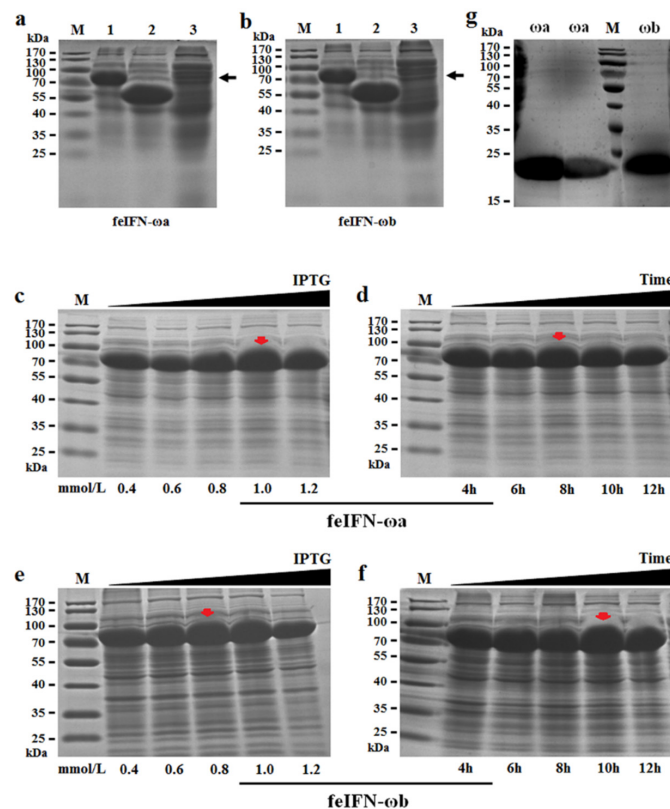 a
kDa M 1 2 3
170
130
100
70
55
40
35
25
feIFN-ωa
b
kDa M 1 2 3
170
130
100
70
55
40
35
25
feIFN-ωb
g
kDa ωa ωa M ωb
170
130
100
70
55
40
35
25
15
c
M IPTG
170
130
100
70
55
40
35
25
kDa
mmol/L 0.4 0.6 0.8 1.0 1.2
d
M Time
170
130
100
70
55
40
35
25
kDa
4h 6h 8h 10h 12h
feIFN-ωa
e
M IPTG
170
130
100
70
55
40
35
25
kDa
mmol/L 0.4 0.6 0.8 1.0 1.2
f
M Time
170
130
100
70
55
40
35
25
kDa
4h 6h 8h 10h 12h
feIFN-ωb